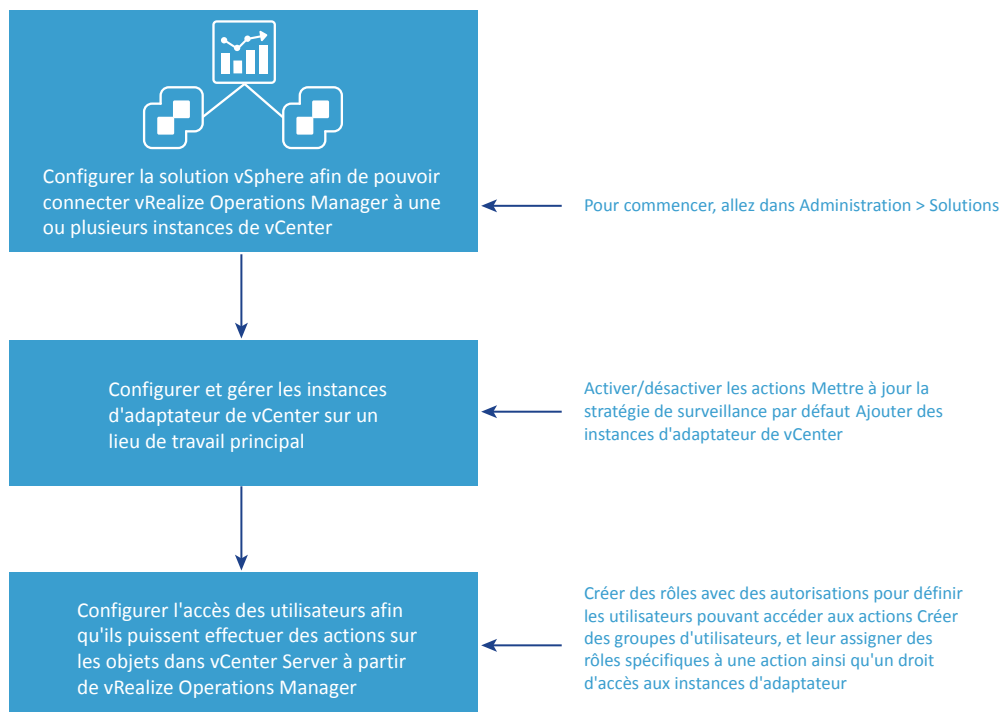 Configurer la solution vSphere afin de pouvoir
connecter vRealize Operations Manager à une
ou plusieurs instances de vCenter
Pour commencer, allez dans Administration > Solutions
Configurer et gérer les instances
d'adaptateur de vCenter sur un
lieu de travail principal
Activer/désactiver les actions Mettre à jour la
stratégie de surveillance par défaut Ajouter des
instances d'adaptateur de vCenter
Configurer l'accès des utilisateurs afin
qu'ils puissent effectuer des actions sur
les objets dans vCenter Server à partir
de vRealize Operations Manager
Créer des rôles avec des autorisations pour définir
les utilisateurs pouvant accéder aux actions Créer
des groupes d'utilisateurs, et leur assigner des
rôles spécifiques à une action ainsi qu'un droit
d'accès aux instances d'adaptateur